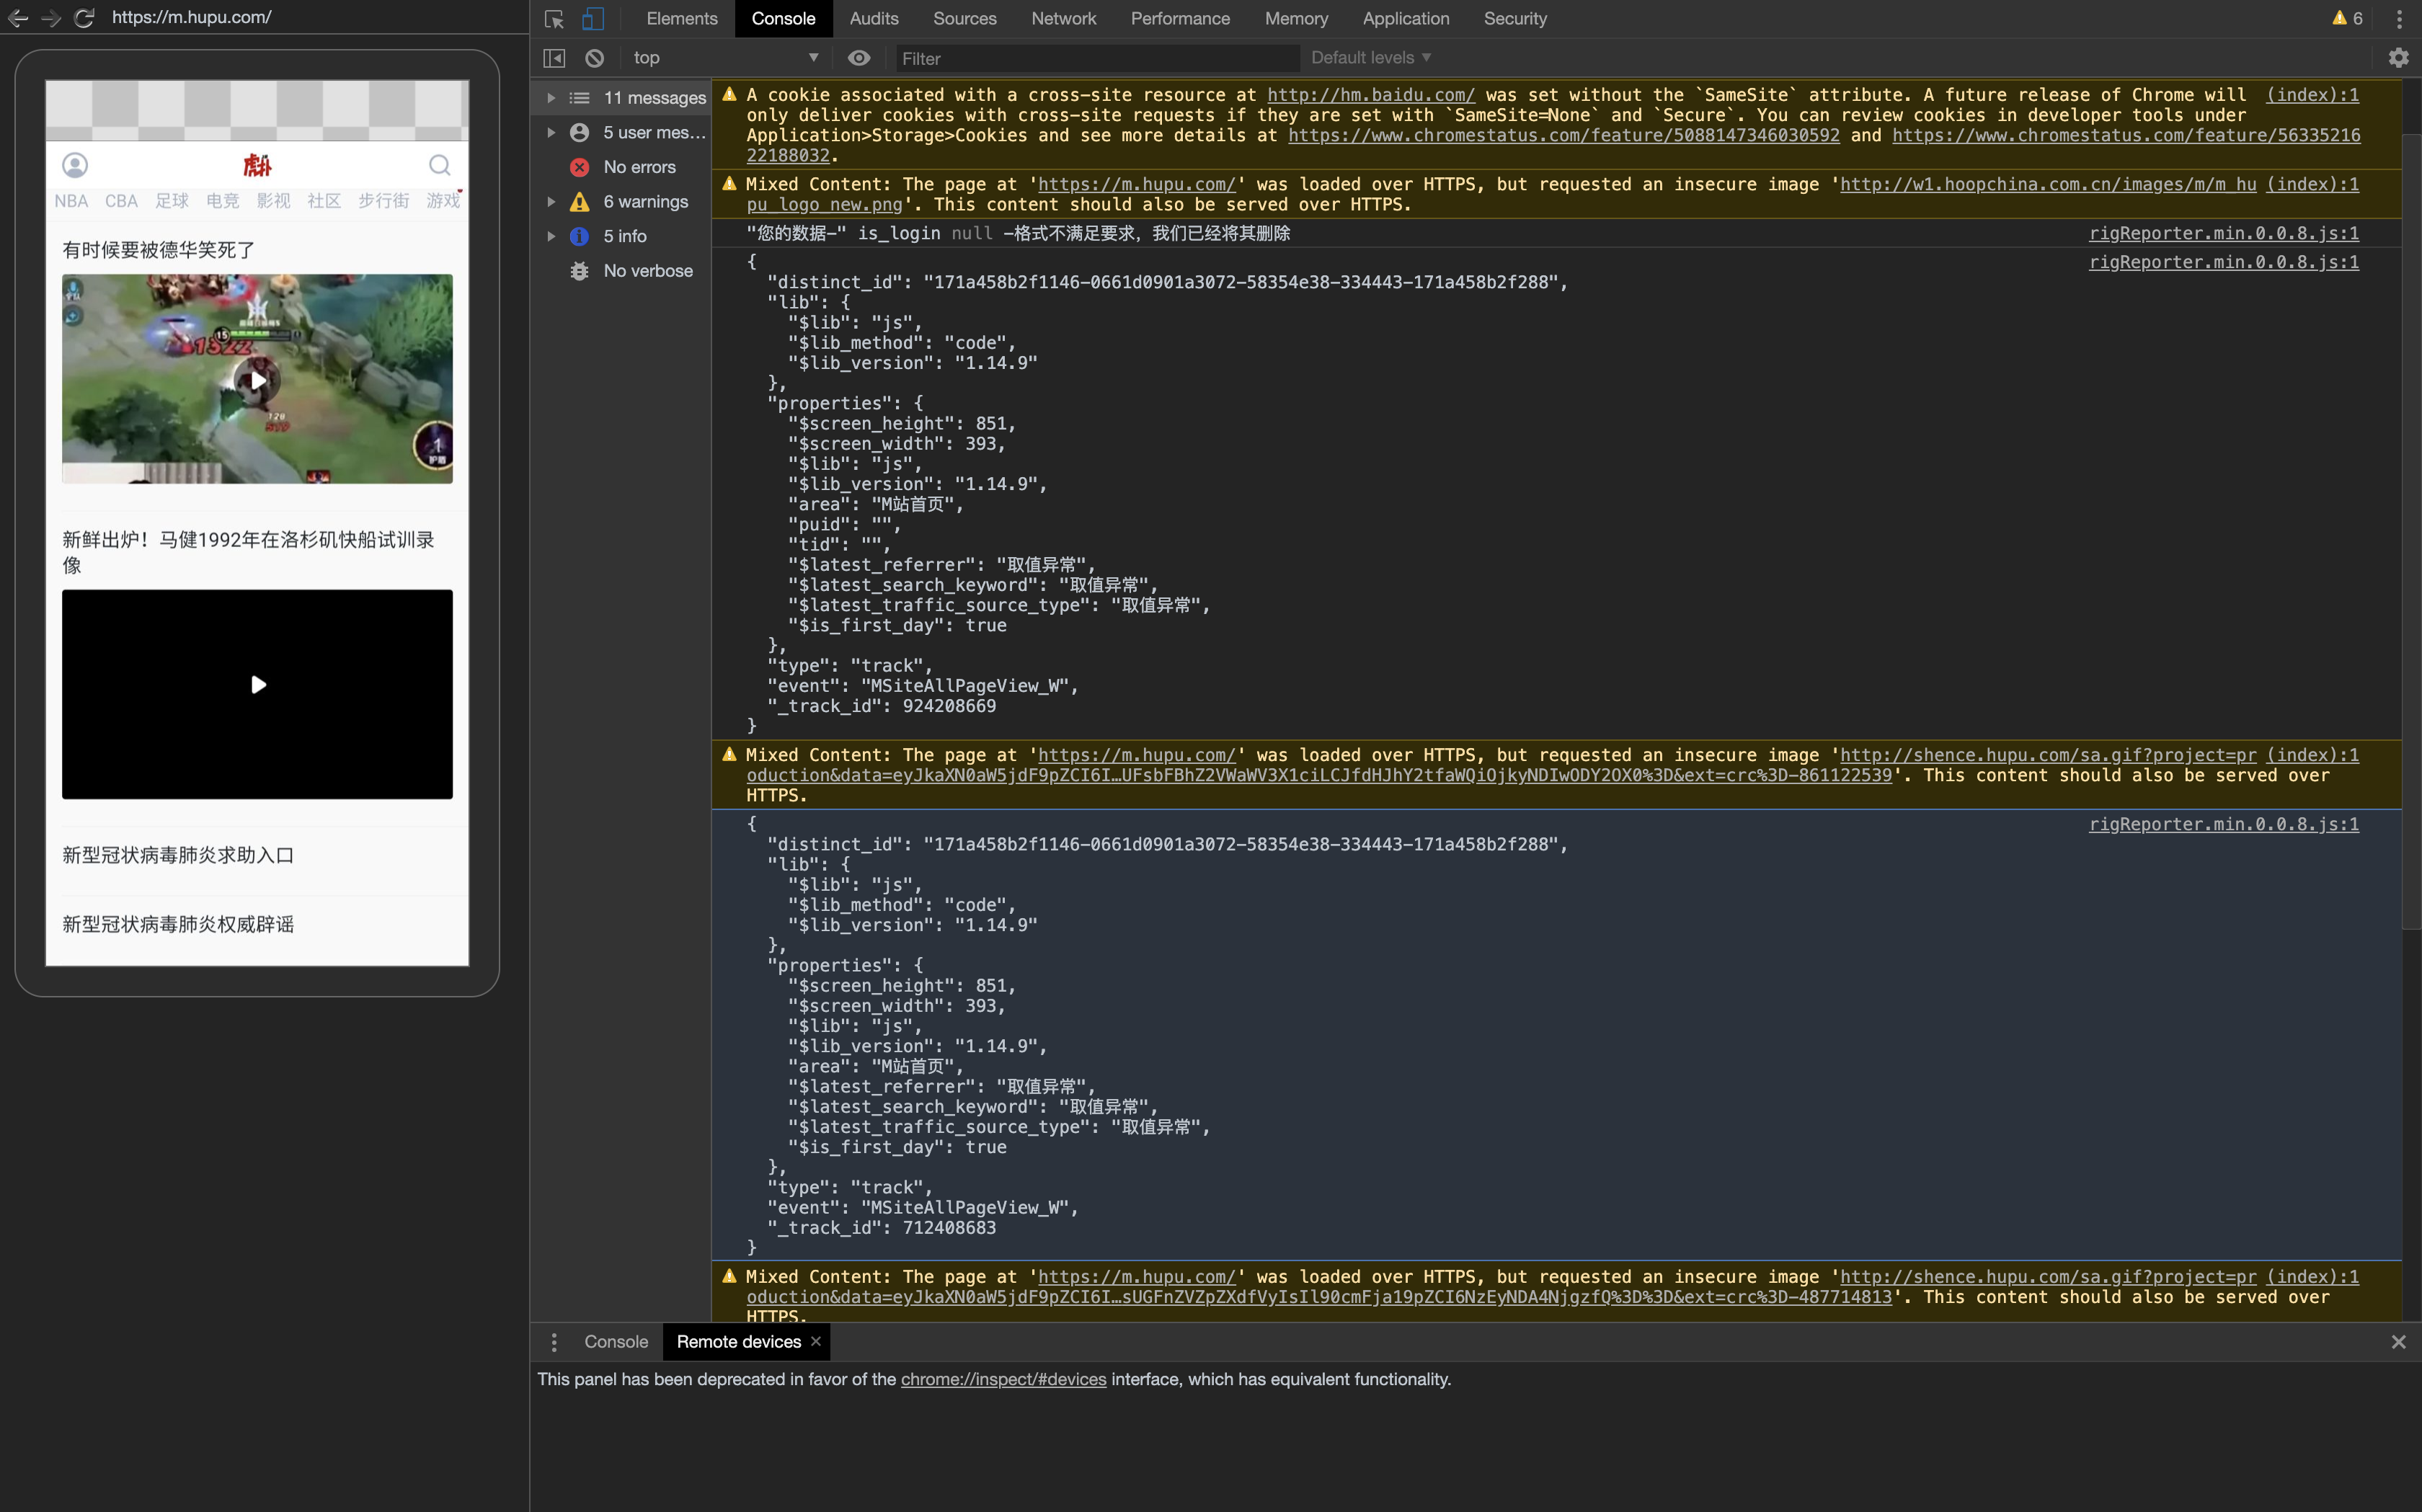 https://m.hupu.com/
虎扑
NBA CBA 足球 电竞 影视 社区 步行街 游戏
有时候要被德华笑死了
15
1322
128
579
1
护盾
新鲜出炉！马健1992年在洛杉矶快船试训录
像
新型冠状病毒肺炎求助入口
新型冠状病毒肺炎权威辟谣
Elements Console Audits Sources Network Performance Memory Application Security 6
top Filter Default levels
11 messages
5 user mes…
No errors
6 warnings
5 info
No verbose
A cookie associated with a cross-site resource at http://hm.baidu.com/ was set without the `SameSite` attribute. A future release of Chrome will (index):1
only deliver cookies with cross-site requests if they are set with `SameSite=None` and `Secure`. You can review cookies in developer tools under
Application>Storage>Cookies and see more details at https://www.chromestatus.com/feature/5088147346030592 and https://www.chromestatus.com/feature/56335216
22188032.
Mixed Content: The page at 'https://m.hupu.com/' was loaded over HTTPS, but requested an insecure image 'http://w1.hoopchina.com.cn/images/m/m_hu (index):1
pu_logo_new.png'. This content should also be served over HTTPS.
"您的数据-" is_login null -格式不满足要求，我们已经将其删除 rigReporter.min.0.0.8.js:1
{ rigReporter.min.0.0.8.js:1
"distinct_id": "171a458b2f1146-0661d0901a3072-58354e38-334443-171a458b2f288",
"lib": {
"$lib": "js",
"$lib_method": "code",
"$lib_version": "1.14.9"
},
"properties": {
"$screen_height": 851,
"$screen_width": 393,
"$lib": "js",
"$lib_version": "1.14.9",
"area": "M站首页",
"puid": "",
"tid": "",
"$latest_referrer": "取值异常",
"$latest_search_keyword": "取值异常",
"$latest_traffic_source_type": "取值异常",
"$is_first_day": true
},
"type": "track",
"event": "MSiteAllPageView_W",
"_track_id": 924208669
}
Mixed Content: The page at 'https://m.hupu.com/' was loaded over HTTPS, but requested an insecure image 'http://shence.hupu.com/sa.gif?project=pr (index):1
oduction&data=eyJkaXN0aW5jdF9pZCI6I…UFsbFBhZ2VWaWV3X1ciLCJfdHJhY2tfaWQiOjkyNDIwODY2OX0%3D&ext=crc%3D-861122539'. This content should also be served over
HTTPS.
{ rigReporter.min.0.0.8.js:1
"distinct_id": "171a458b2f1146-0661d0901a3072-58354e38-334443-171a458b2f288",
"lib": {
"$lib": "js",
"$lib_method": "code",
"$lib_version": "1.14.9"
},
"properties": {
"$screen_height": 851,
"$screen_width": 393,
"$lib": "js",
"$lib_version": "1.14.9",
"area": "M站首页",
"$latest_referrer": "取值异常",
"$latest_search_keyword": "取值异常",
"$latest_traffic_source_type": "取值异常",
"$is_first_day": true
},
"type": "track",
"event": "MSiteAllPageView_W",
"_track_id": 712408683
}
Mixed Content: The page at 'https://m.hupu.com/' was loaded over HTTPS, but requested an insecure image 'http://shence.hupu.com/sa.gif?project=pr (index):1
oduction&data=eyJkaXN0aW5jdF9pZCI6I…sUGFnZVZpZXdfVyIsIl90cmFja19pZCI6NzEyNDA4NjgzfQ%3D%3D&ext=crc%3D-487714813'. This content should also be served over
HTTPS.
Console Remote devices
This panel has been deprecated in favor of the chrome://inspect/#devices interface, which has equivalent functionality.